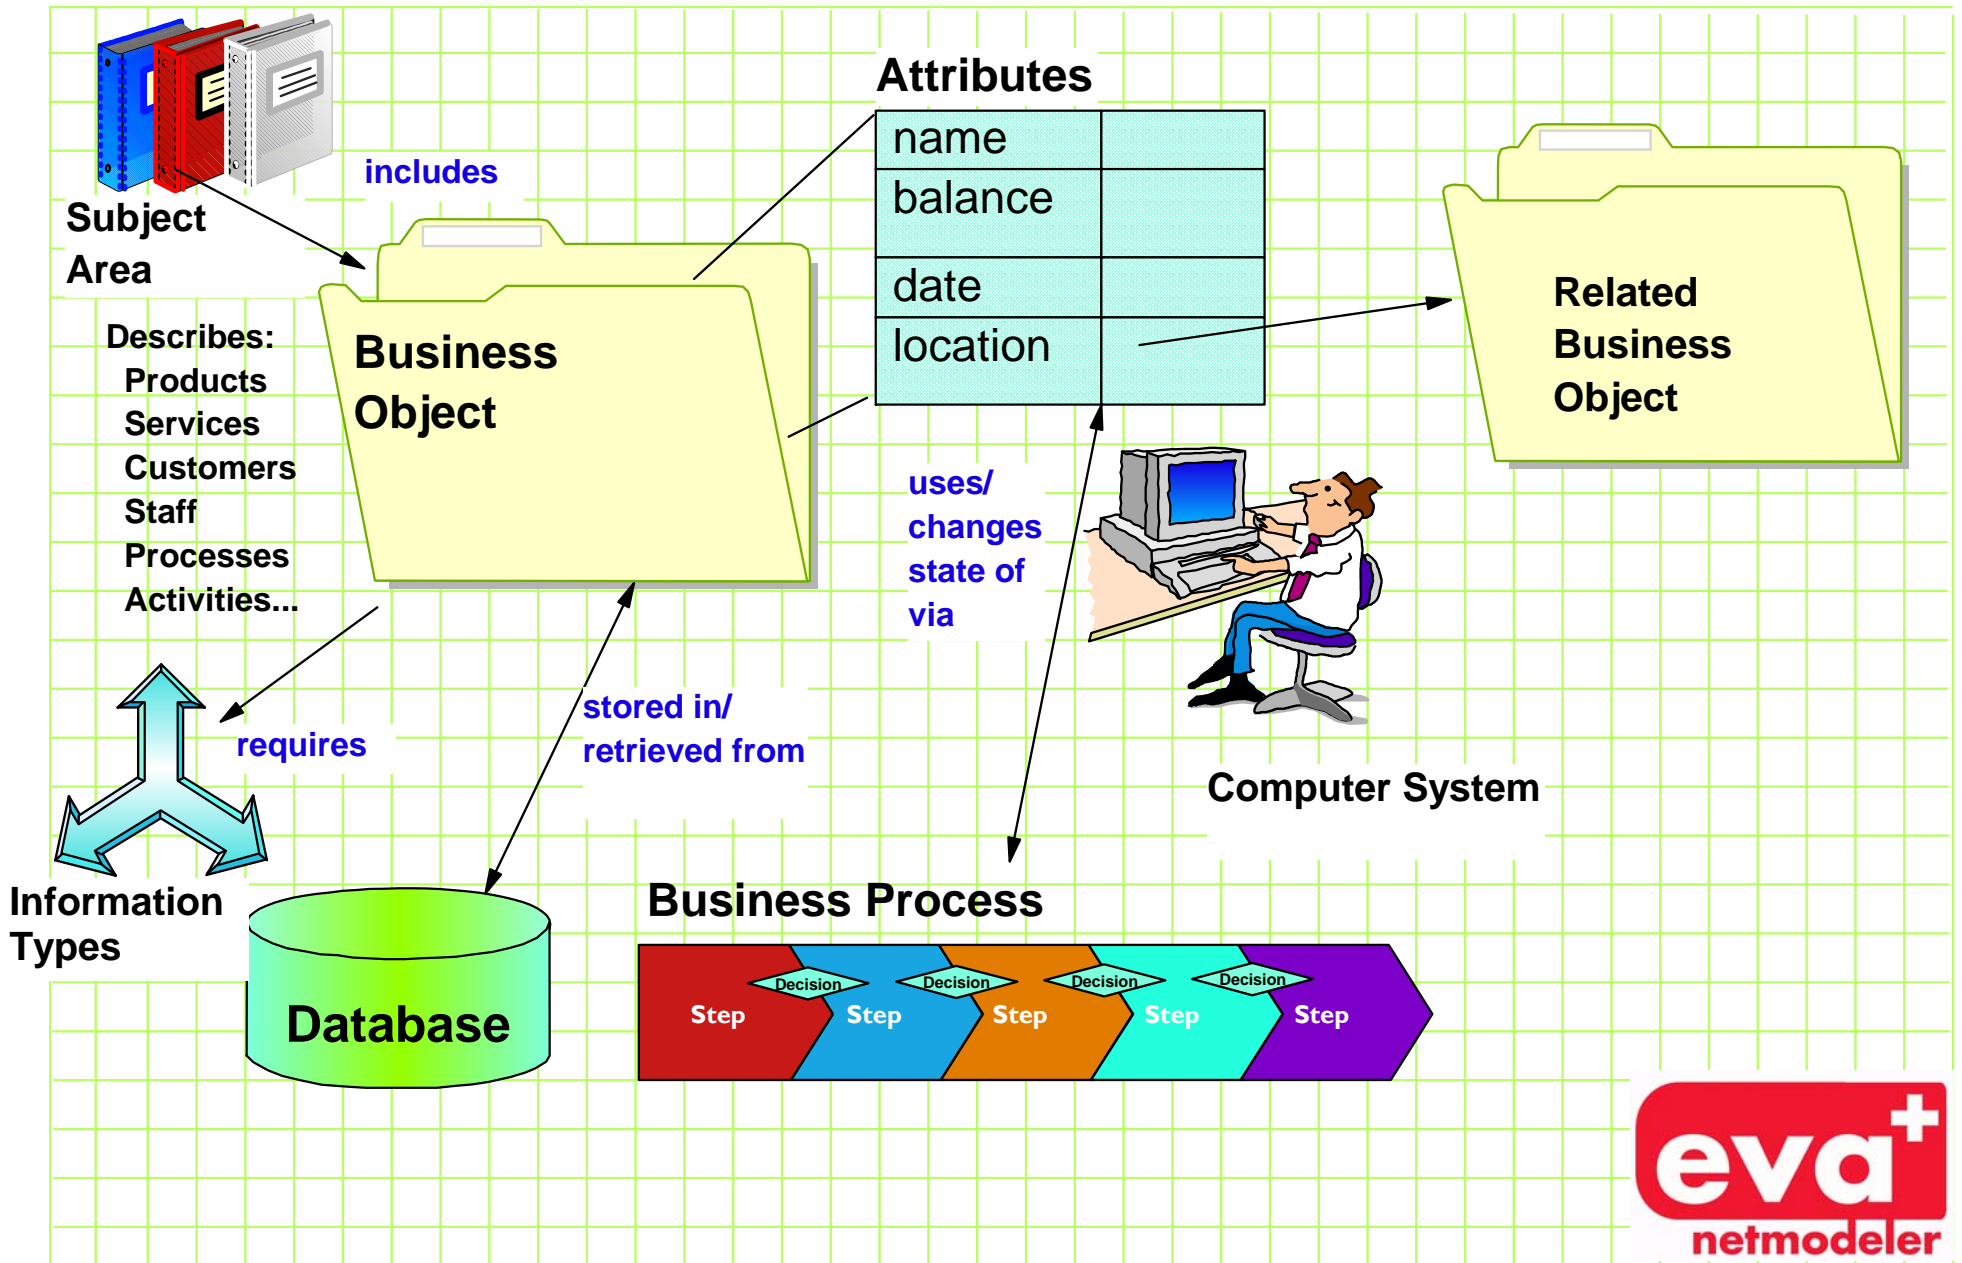 Attributes
name
balance
date
location
includes
Subject
Area
Describes:
Products
Services
Customers
Staff
Processes
Activities...
Business
Object
Related
Business
Object
uses/
changes
state of
via
stored in/
retrieved from
requires
Computer System
Information
Types
Database
Business Process
Decision
Decision
Decision
Decision
Step
Step
Step
Step
Step
eva+
netmodeler